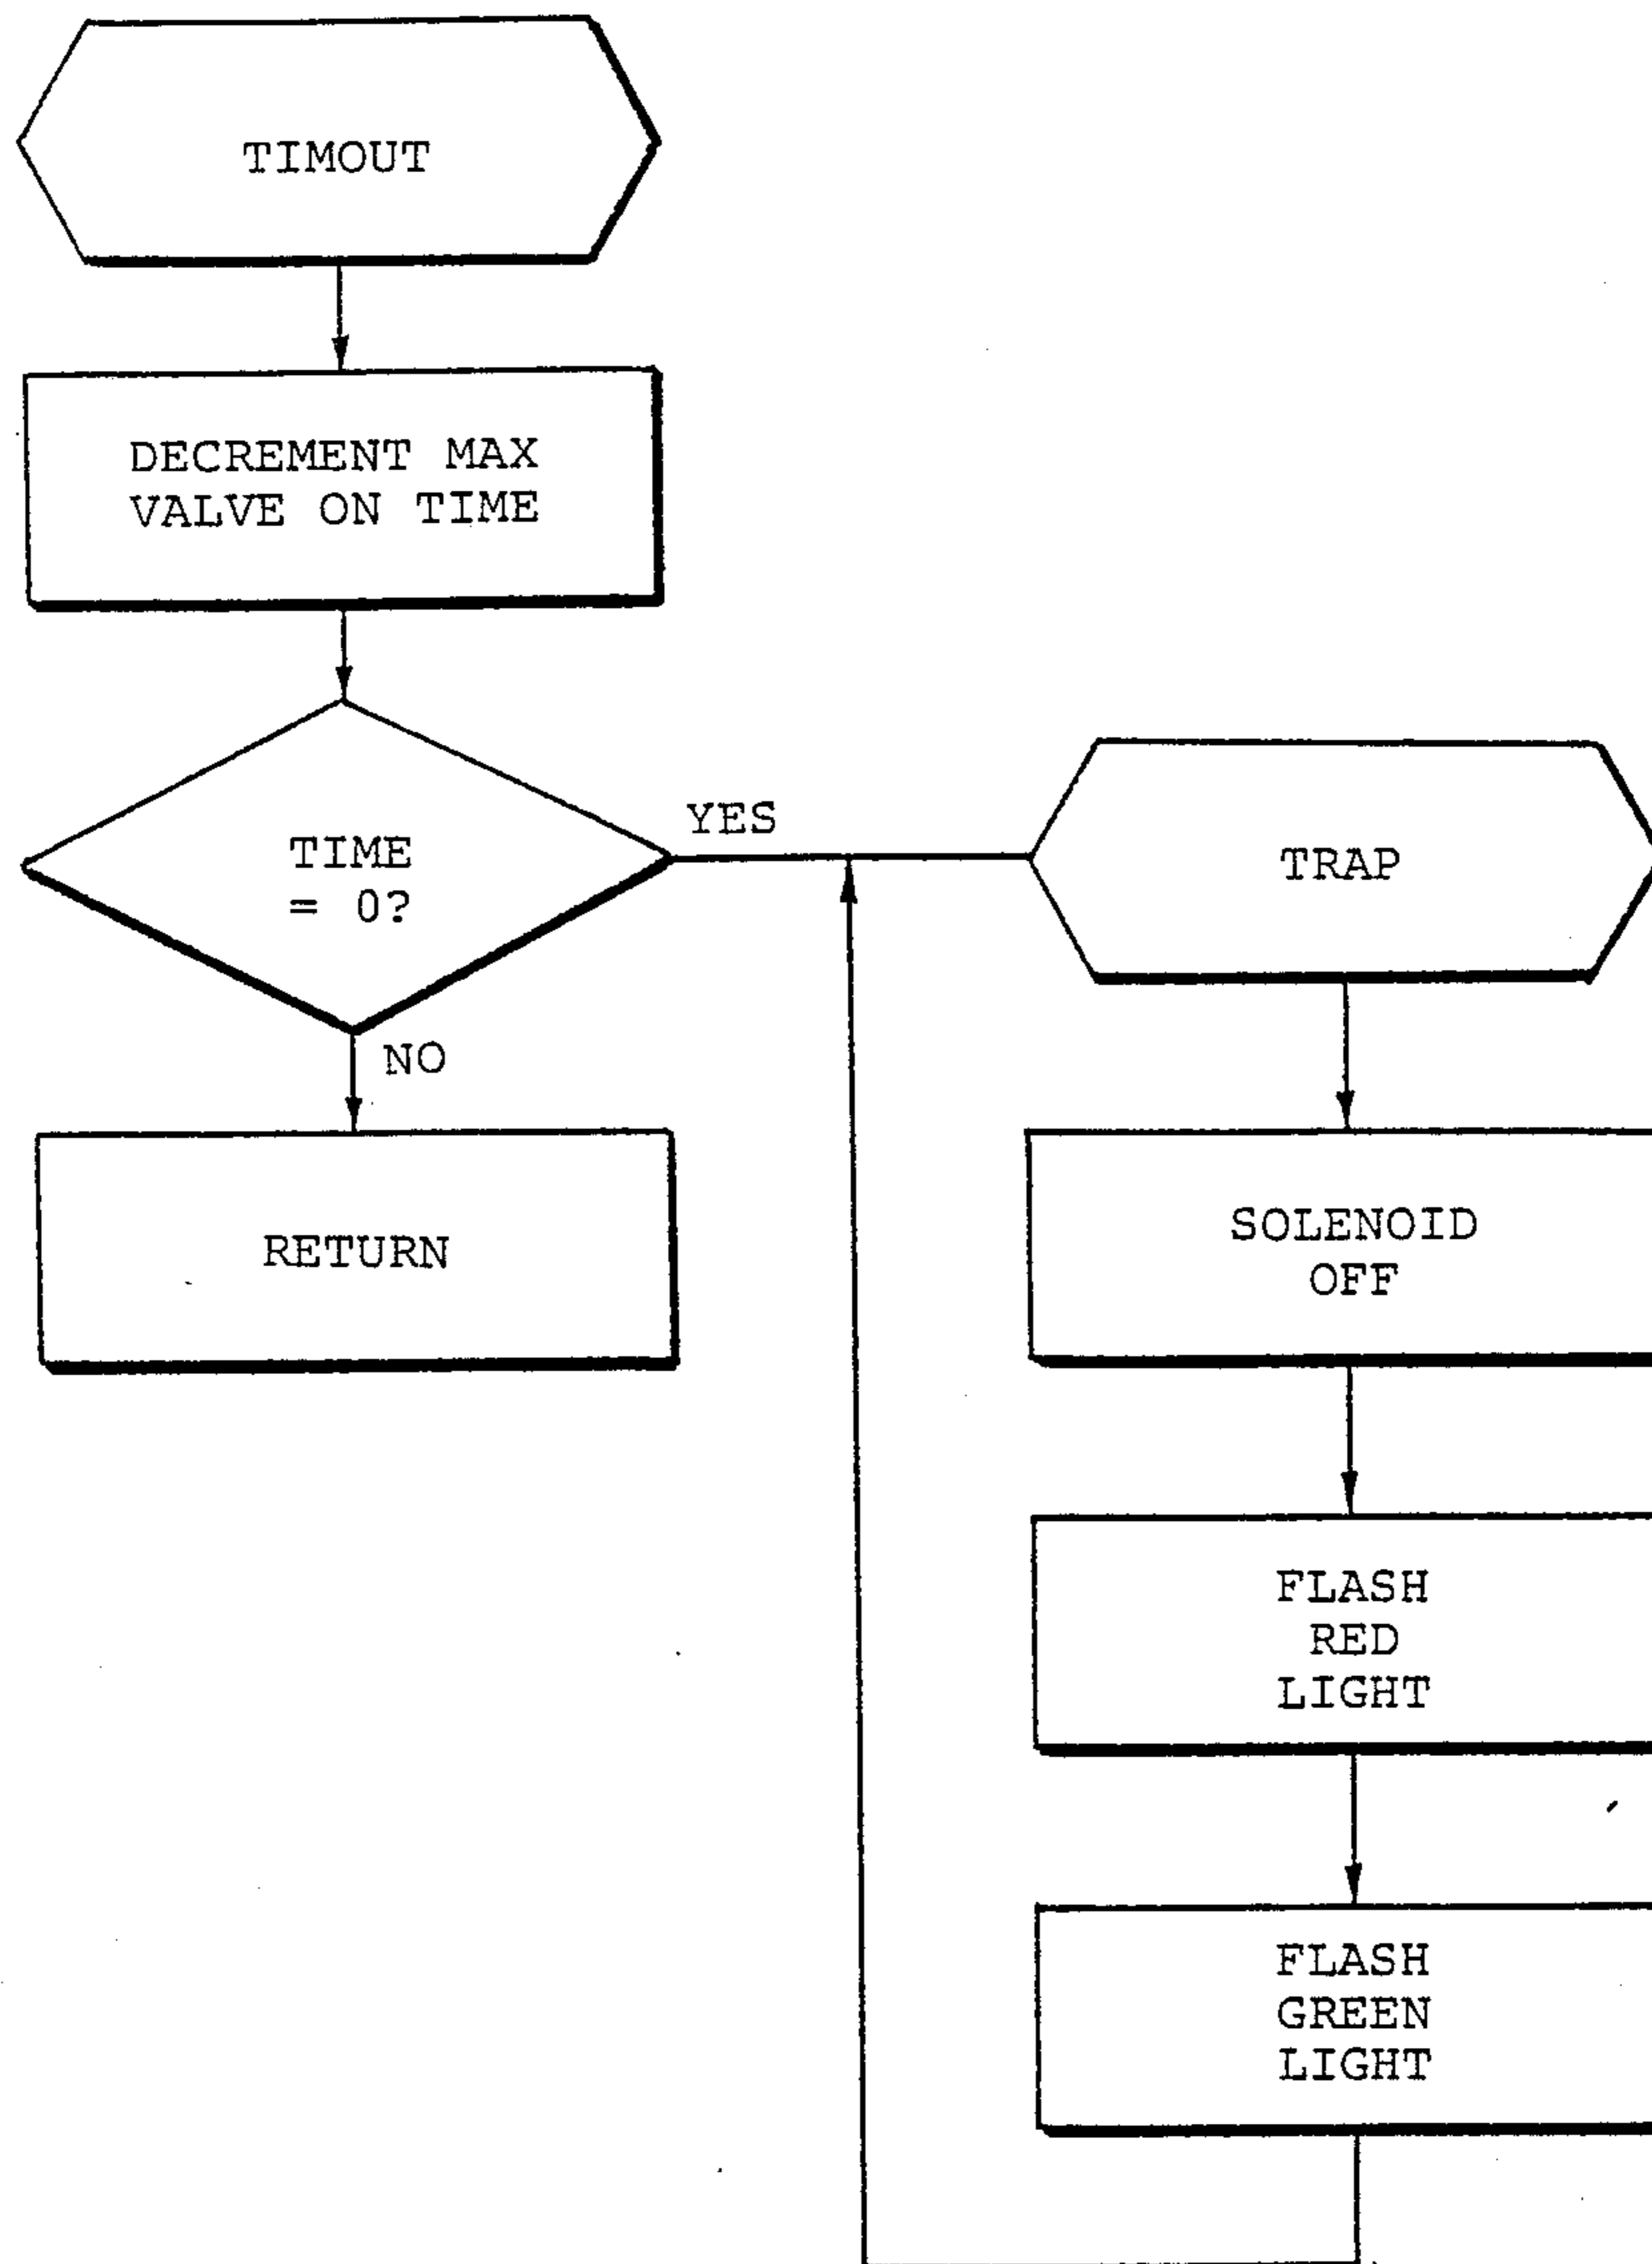 TIMOUT
DECREMENT MAX
VALVE ON TIME
TIME
= 0?
YES
NO
RETURN
TRAP
SOLENOID
OFF
FLASH
RED
LIGHT
FLASH
GREEN
LIGHT